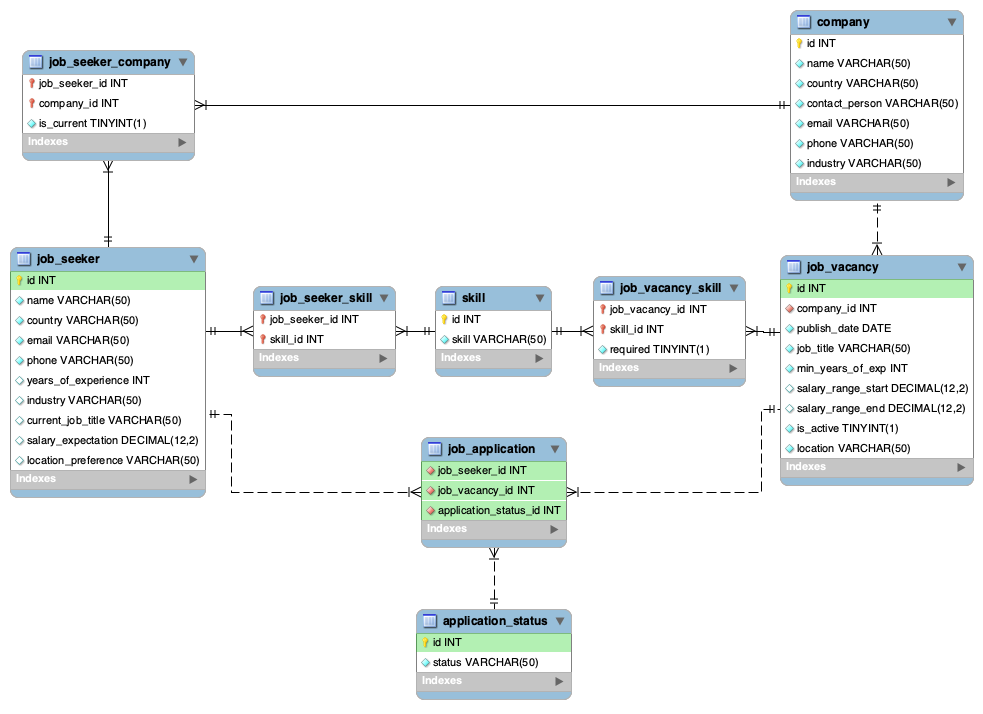 company
id INT
name VARCHAR(50)
country VARCHAR(50)
contact_person VARCHAR(50)
email VARCHAR(50)
phone VARCHAR(50)
industry VARCHAR(50)
Indexes
job_seeker_company
job_seeker_id INT
company_id INT
is_current TINYINT(1)
Indexes
job_seeker
id INT
name VARCHAR(50)
country VARCHAR(50)
email VARCHAR(50)
phone VARCHAR(50)
years_of_experience INT
industry VARCHAR(50)
current_job_title VARCHAR(50)
salary_expectation DECIMAL(12,2)
location_preference VARCHAR(50)
Indexes
job_seeker_skill
job_seeker_id INT
skill_id INT
Indexes
skill
id INT
skill VARCHAR(50)
Indexes
job_vacancy_skill
job_vacancy_id INT
skill_id INT
required TINYINT(1)
Indexes
job_vacancy
id INT
company_id INT
publish_date DATE
job_title VARCHAR(50)
min_years_of_exp INT
salary_range_start DECIMAL(12,2)
salary_range_end DECIMAL(12,2)
is_active TINYINT(1)
location VARCHAR(50)
Indexes
job_application
job_seeker_id INT
job_vacancy_id INT
application_status_id INT
Indexes
application_status
id INT
status VARCHAR(50)
Indexes